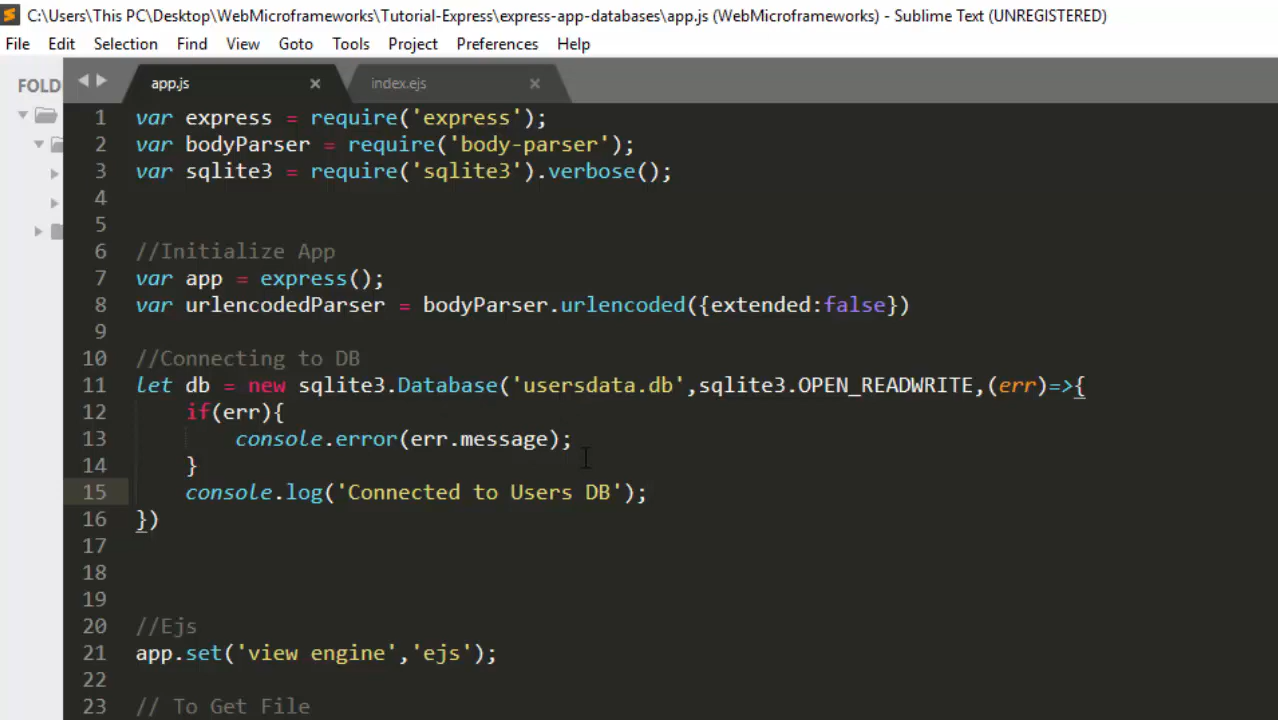 C:\Users\This PC\Desktop\WebMicroframeworks\Tutorial-Express\express-app-databases\app.js (WebMicroframeworks) - Sublime Text (UNREGISTERED)
File Edit Selection Find View Goto Tools Project Preferences Help
FOLD
app.js index.ejs
1 var express = require('express');
2 var bodyParser = require('body-parser');
3 var sqlite3 = require('sqlite3').verbose();
4
5
6 //Initialize App
7 var app = express();
8 var urlencodedParser = bodyParser.urlencoded({extended:false})
9
10 //Connecting to DB
11 let db = new sqlite3.Database('usersdata.db',sqlite3.OPEN_READWRITE,(err)=>{
12 if(err){
13 console.error(err.message);
14 }
15 console.log('Connected to Users DB');
16 })
17
18
19
20 //Ejs
21 app.set('view engine','ejs');
22
23 // To Get File